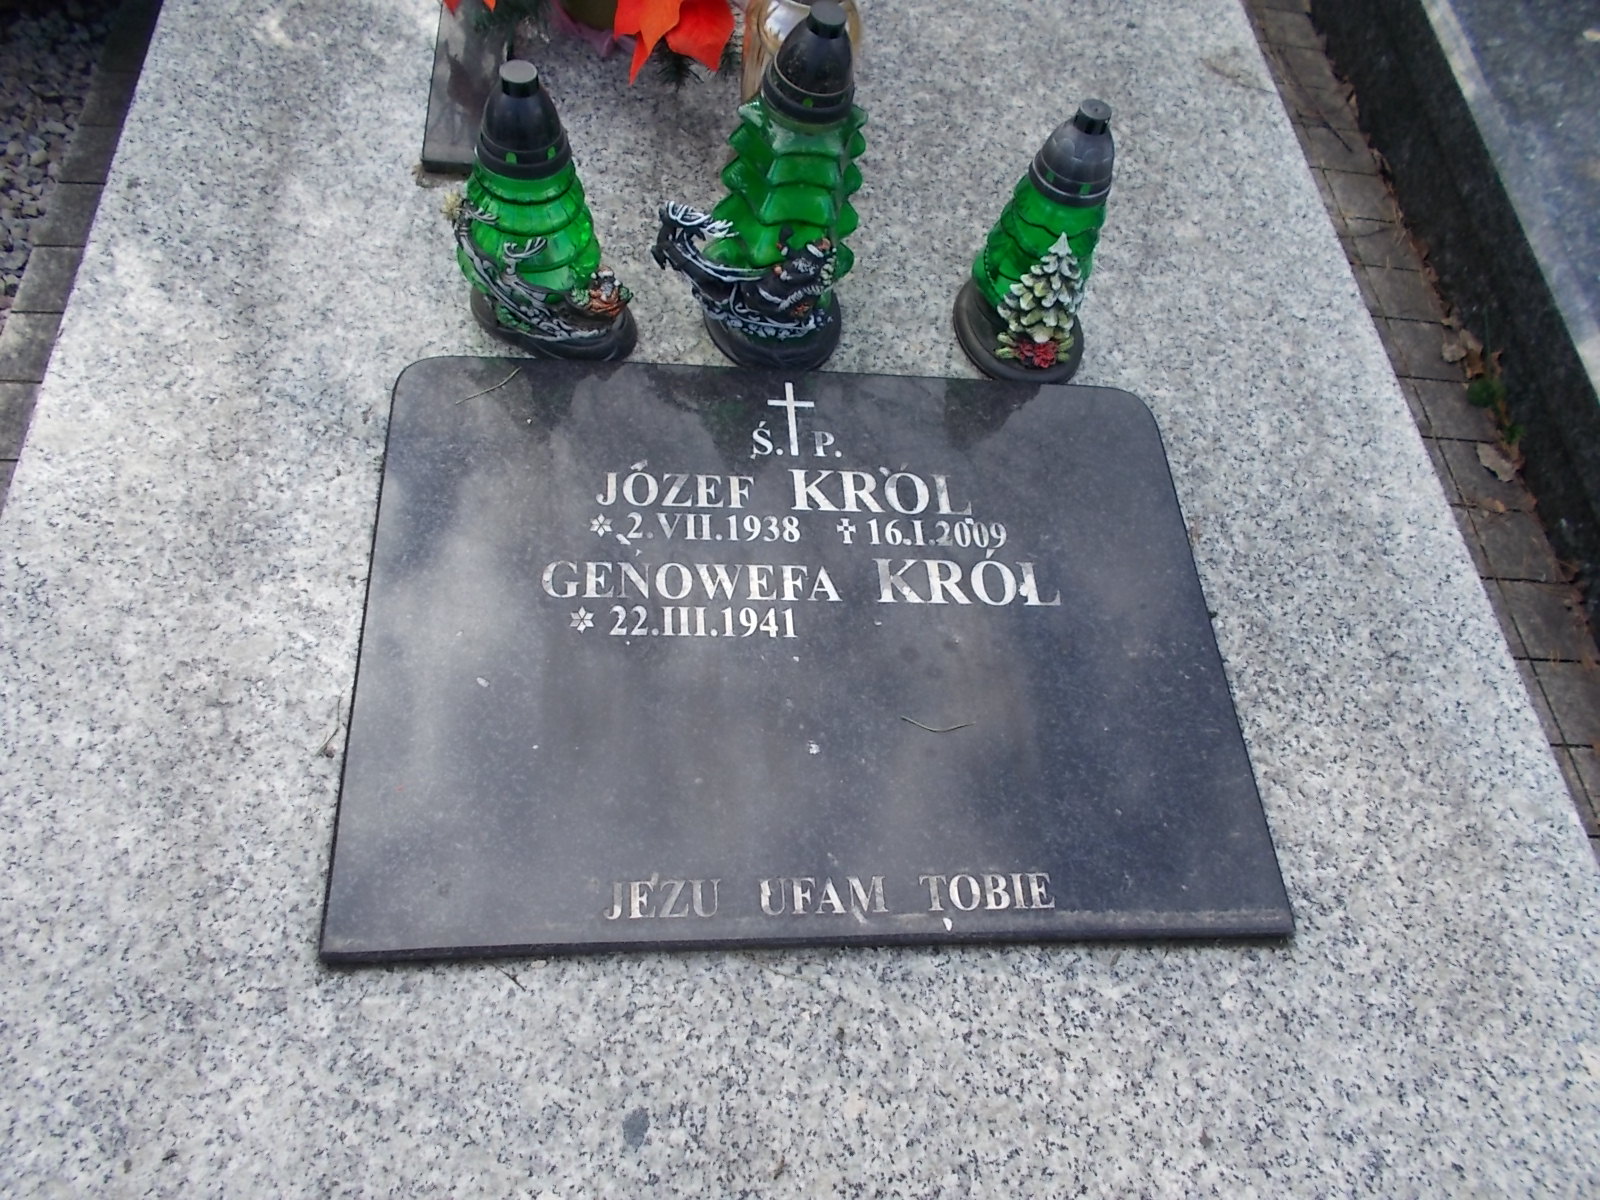 Ś. P.
JÓZEF KRÓL
* 2.VII.1938 ✝ 16.I.2009
GENOWEFA KRÓL
* 22.III.1941
JEZU UFAM TOBIE